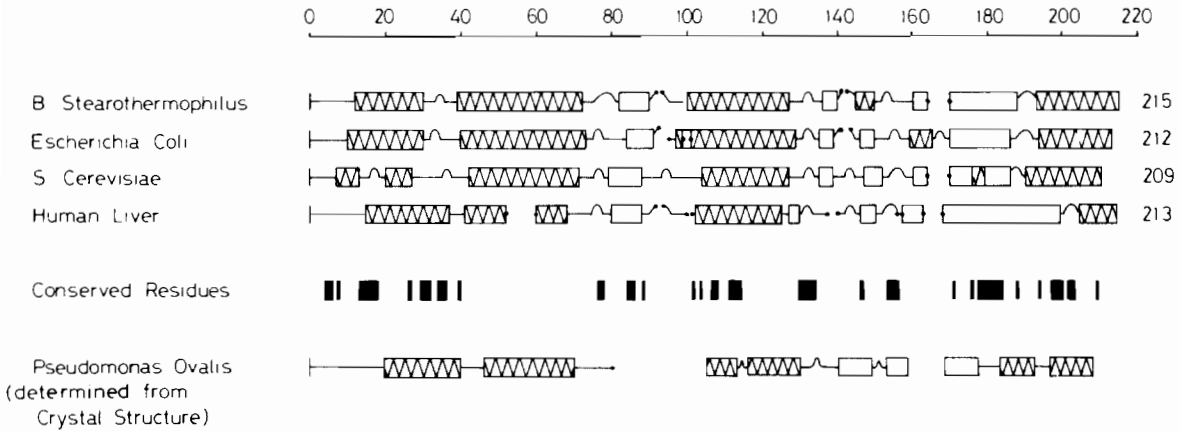 0 20 40 60 80 100 120 140 160 180 200 220
B Stearothermophilus 215
Escherichia Coli 212
S Cerevisiae 209
Human Liver 213
Conserved Residues
Pseudomonas Ovalis
(determined from
Crystal Structure)